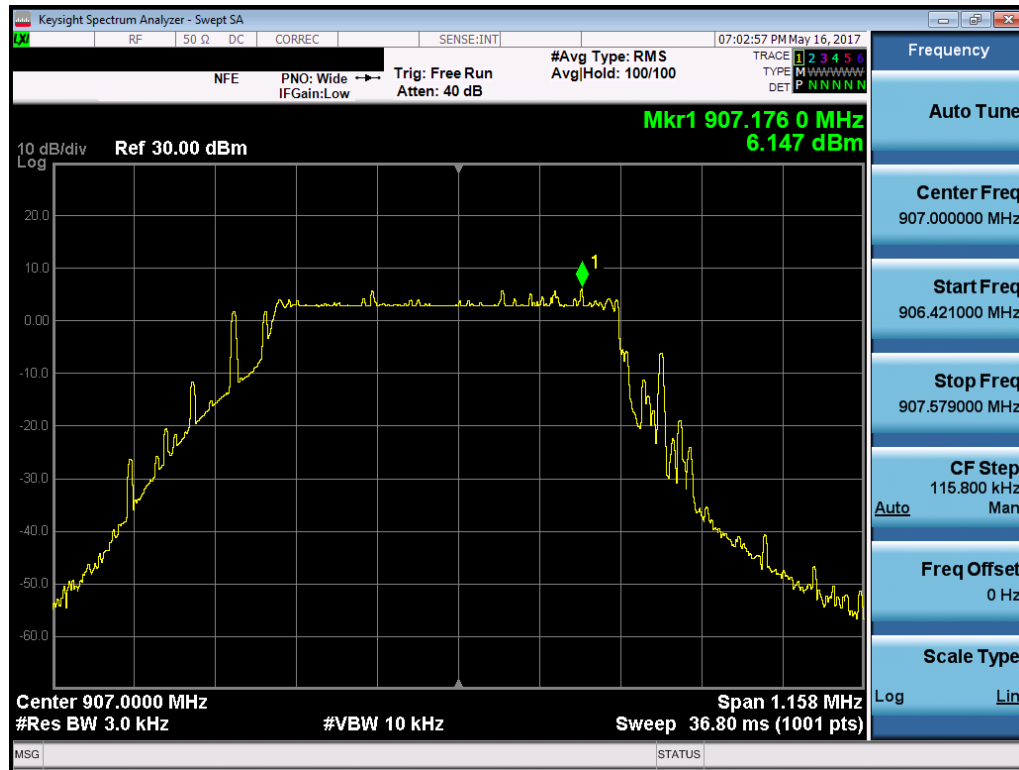 Keysight Spectrum Analyzer - Swept SA
LXI RF 50 Ω DC CORREC SENSE:INT 07:02:57 PM May 16, 2017
NFE PNO: Wide Trig: Free Run #Avg Type: RMS TRACE 1 2 3 4 5 6
IFGain:Low Atten: 40 dB Avg|Hold: 100/100 TYPE M WWWWW
DET P N N N N N
Mkr1 907.176 0 MHz
6.147 dBm
10 dB/div Ref 30.00 dBm
Log
20.0
10.0
1
0.00
-10.0
-20.0
-30.0
-40.0
-50.0
-60.0
Center 907.0000 MHz Span 1.158 MHz
#Res BW 3.0 kHz #VBW 10 kHz Sweep 36.80 ms (1001 pts)
MSG STATUS
Frequency
Auto Tune
Center Freq
907.000000 MHz
Start Freq
906.421000 MHz
Stop Freq
907.579000 MHz
CF Step
115.800 kHz
Auto Man
Freq Offset
0 Hz
Scale Type
Log Lin